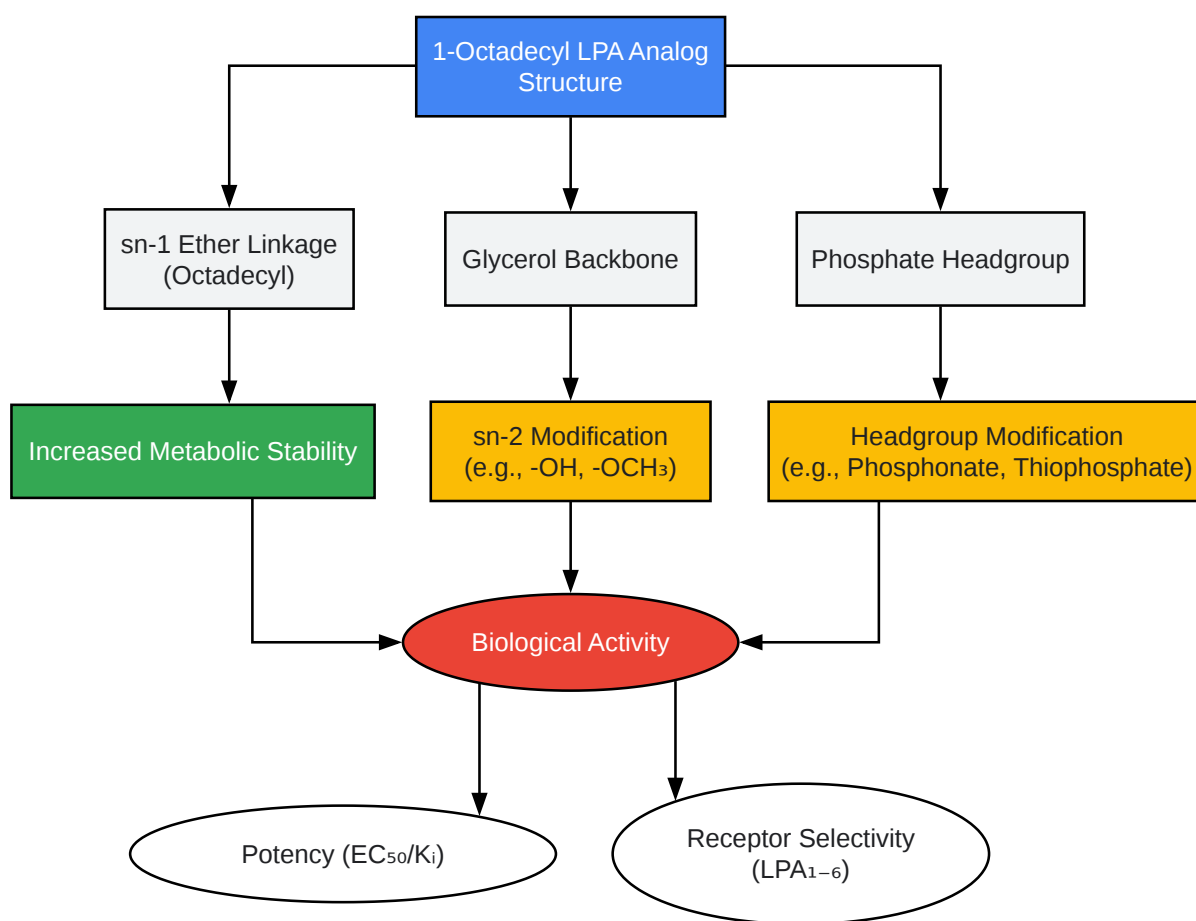 1-Octadecyl LPA Analog
Structure
sn-1 Ether Linkage
(Octadecyl)
Glycerol Backbone
Phosphate Headgroup
Increased Metabolic Stability
sn-2 Modification
(e.g., -OH, -OCH₃)
Headgroup Modification
(e.g., Phosphonate, Thiophosphate)
Biological Activity
Potency (EC₅₀/Kᵢ)
Receptor Selectivity
(LPA₁₋₆)